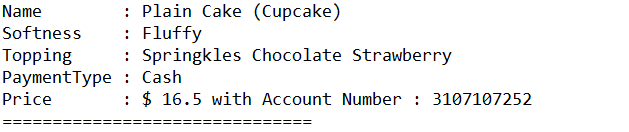 Name        : Plain Cake (Cupcake)
Softness    : Fluffy
Topping     : Springkles Chocolate Strawberry
PaymentType : Cash
Price       : $ 16.5 with Account Number : 3107107252
===============================